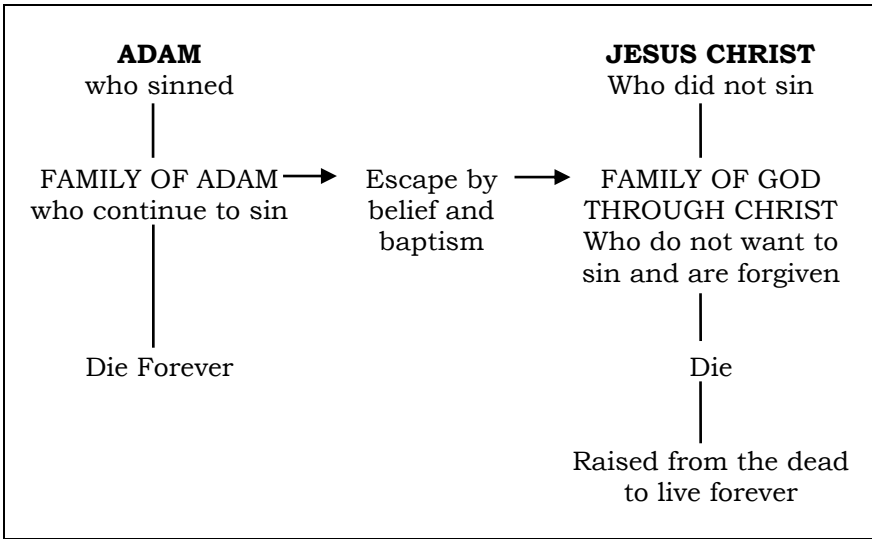 ADAM
who sinned
FAMILY OF ADAM
who continue to sin
Die Forever
Escape by
belief and
baptism
JESUS CHRIST
Who did not sin
FAMILY OF GOD
THROUGH CHRIST
Who do not want to
sin and are forgiven
Die
Raised from the dead
to live forever